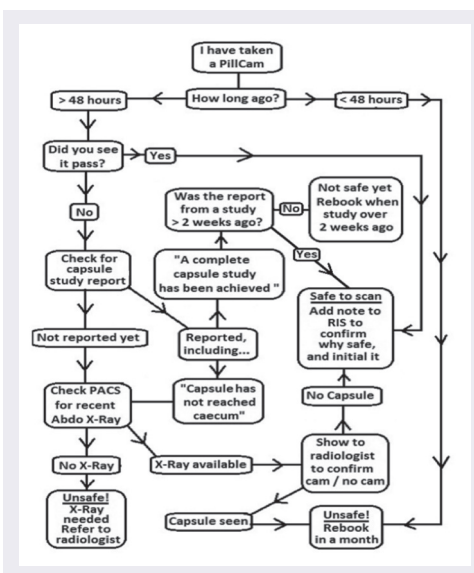 I have taken
a PillCam
> 48 hours
How long ago?
< 48 hours
Did you see
it pass?
Yes
Was the report
from a study
> 2 weeks ago?
No
Not safe yet
Rebook when
study over
2 weeks ago
No
Yes
Check for
capsule
study report
"A complete
capsule study
has been achieved "
Safe to scan
Add note to
RIS to
confirm
why safe,
and initial it
Not reported yet
Reported,
including...
Check PACS
for recent
Abdo X-Ray
"Capsule has
not reached
caecum"
No Capsule
No X-Ray
X-Ray available
Show to
radiologist
to confirm
cam / no cam
Unsafe!
X-Ray
needed
Refer to
radiologist
Capsule seen
Unsafe!
Rebook
in a month